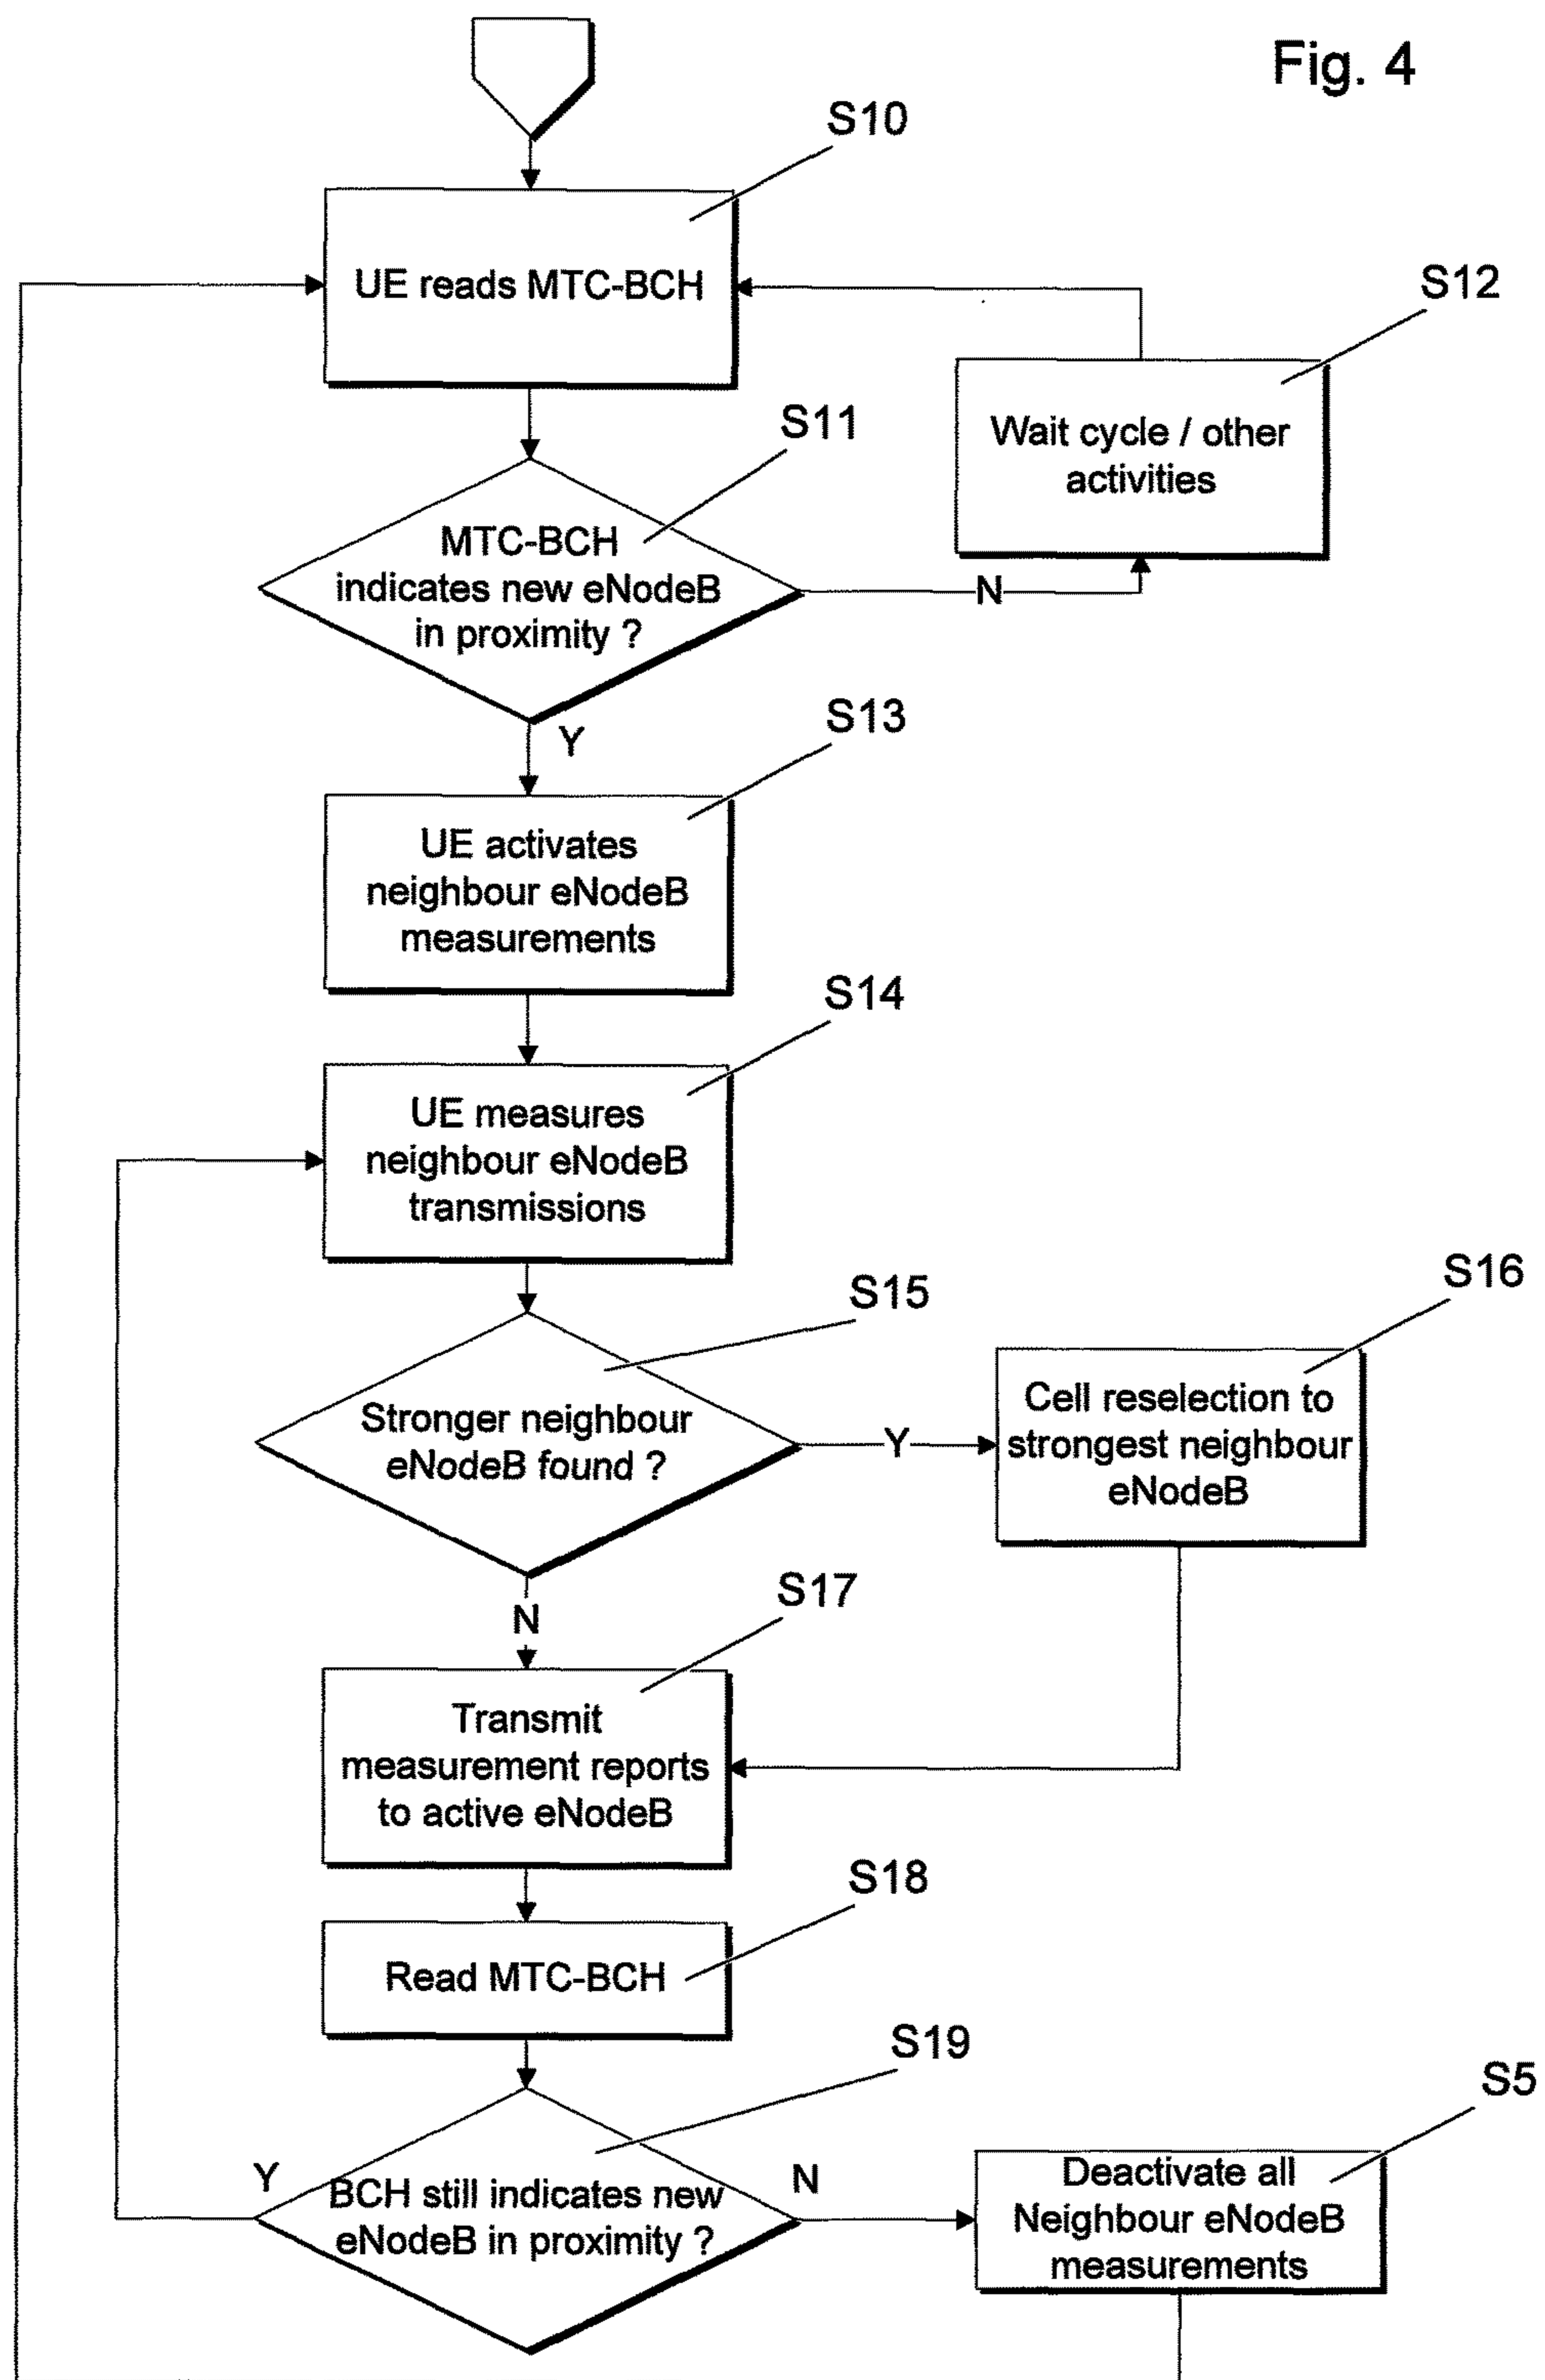 Fig. 4
S10
UE reads MTC-BCH
S12
Wait cycle / other
activities
S11
MTC-BCH
indicates new eNodeB
in proximity ?
N
Y
S13
UE activates
neighbour eNodeB
measurements
S14
UE measures
neighbour eNodeB
transmissions
S15
Stronger neighbour
eNodeB found ?
Y
S16
Cell reselection to
strongest neighbour
eNodeB
N
S17
Transmit
measurement reports
to active eNodeB
S18
Read MTC-BCH
S19
BCH still indicates new
eNodeB in proximity ?
Y
N
S5
Deactivate all
Neighbour eNodeB
measurements